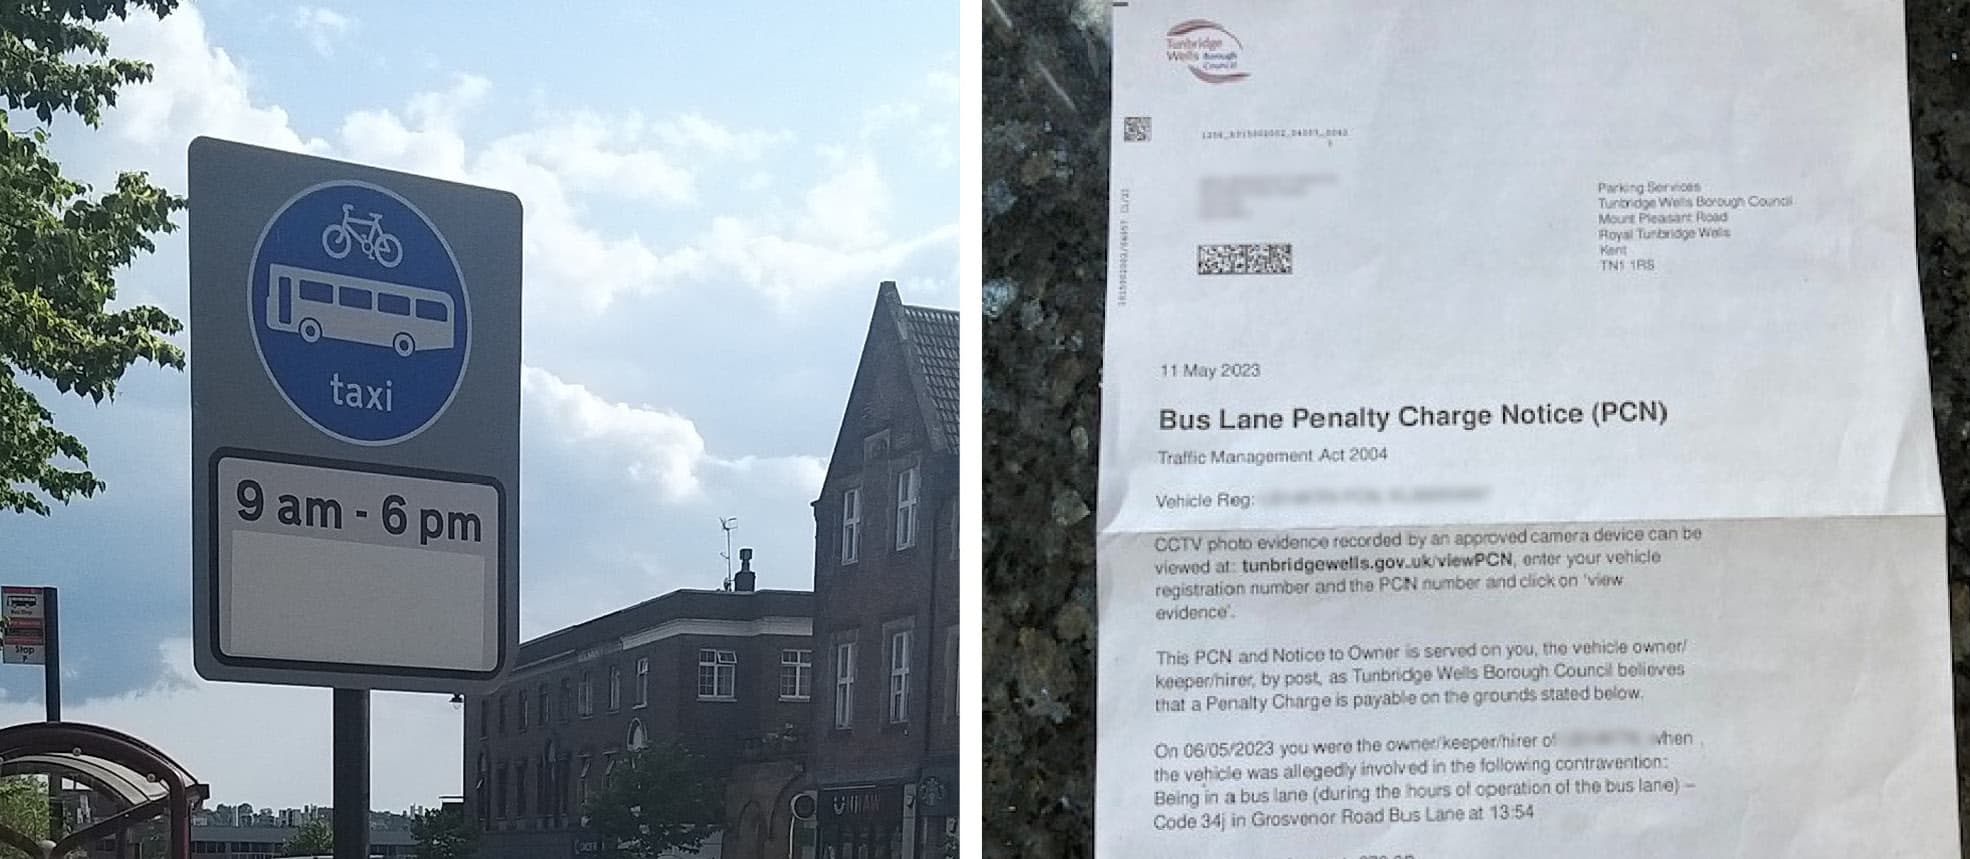 taxi
9 am - 6 pm
Stop
P
Tunbridge
Wells Borough
Council
Parking Services
Tunbridge Wells Borough Council
Mount Pleasant Road
Royal Tunbridge Wells
Kent
TN1 1RS
11 May 2023
Bus Lane Penalty Charge Notice (PCN)
Traffic Management Act 2004
Vehicle Reg:
CCTV photo evidence recorded by an approved camera device can be
viewed at: tunbridgewells.gov.uk/viewPCN, enter your vehicle
registration number and the PCN number and click on 'view
evidence'.
This PCN and Notice to Owner is served on you, the vehicle owner/
keeper/hirer, by post, as Tunbridge Wells Borough Council believes
that a Penalty Charge is payable on the grounds stated below.
On 06/05/2023 you were the owner/keeper/hirer of when
the vehicle was allegedly involved in the following contravention:
Being in a bus lane (during the hours of operation of the bus lane) –
Code 34j in Grosvenor Road Bus Lane at 13:54